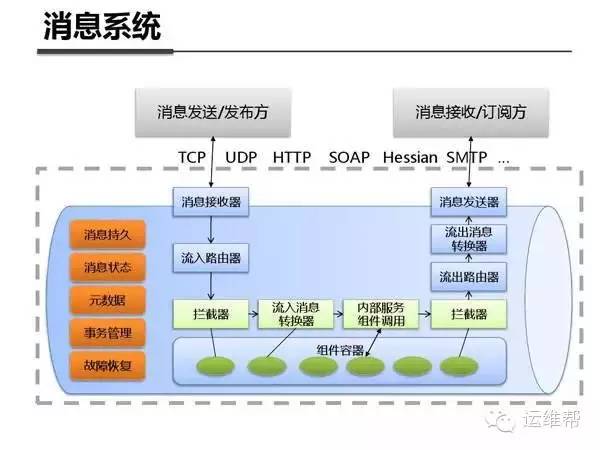 消息系统
消息发送/发布方
消息接收/订阅方
TCP UDP HTTP SOAP Hessian SMTP ...
消息接收器
消息发送器
消息持久
消息状态
元数据
事务管理
故障恢复
流入路由器
流出消息
转换器
流出路由器
拦截器
流入消息
转换器
内部服务
组件调用
拦截器
组件容器
运维帮